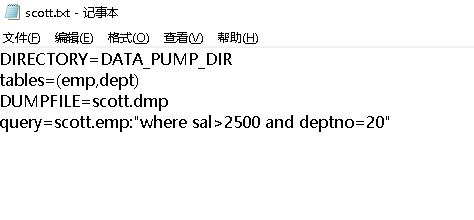 scott.txt - 记事本
文件(F) 编辑(E) 格式(O) 查看(V) 帮助(H)
DIRECTORY=DATA_PUMP_DIR
tables=(emp,dept)
DUMPFILE=scott.dmp
query=scott.emp:"where sal>2500 and deptno=20"